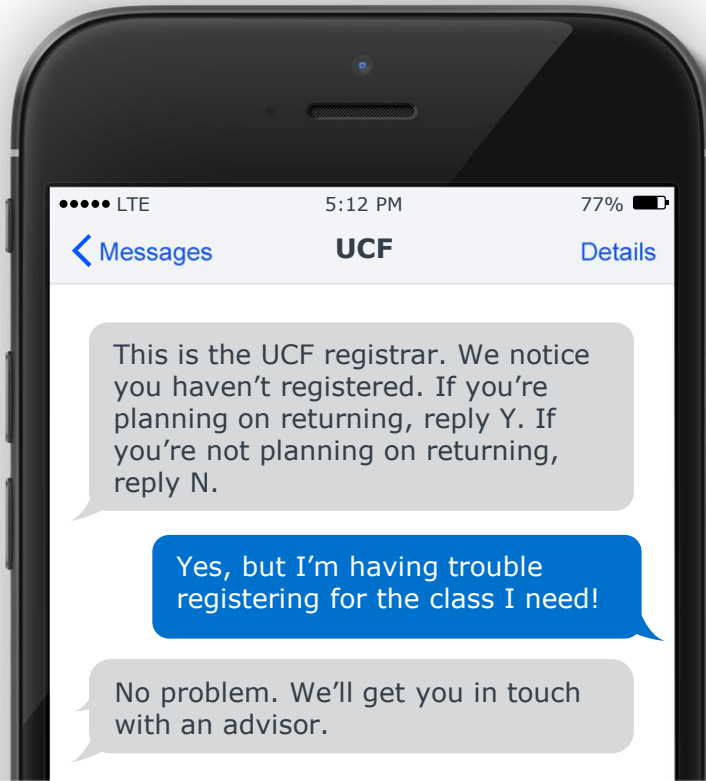 LTE 5:12 PM 77%
Messages UCF Details
This is the UCF registrar. We notice
you haven’t registered. If you’re
planning on returning, reply Y. If
you’re not planning on returning,
reply N.
Yes, but I’m having trouble
registering for the class I need!
No problem. We’ll get you in touch
with an advisor.